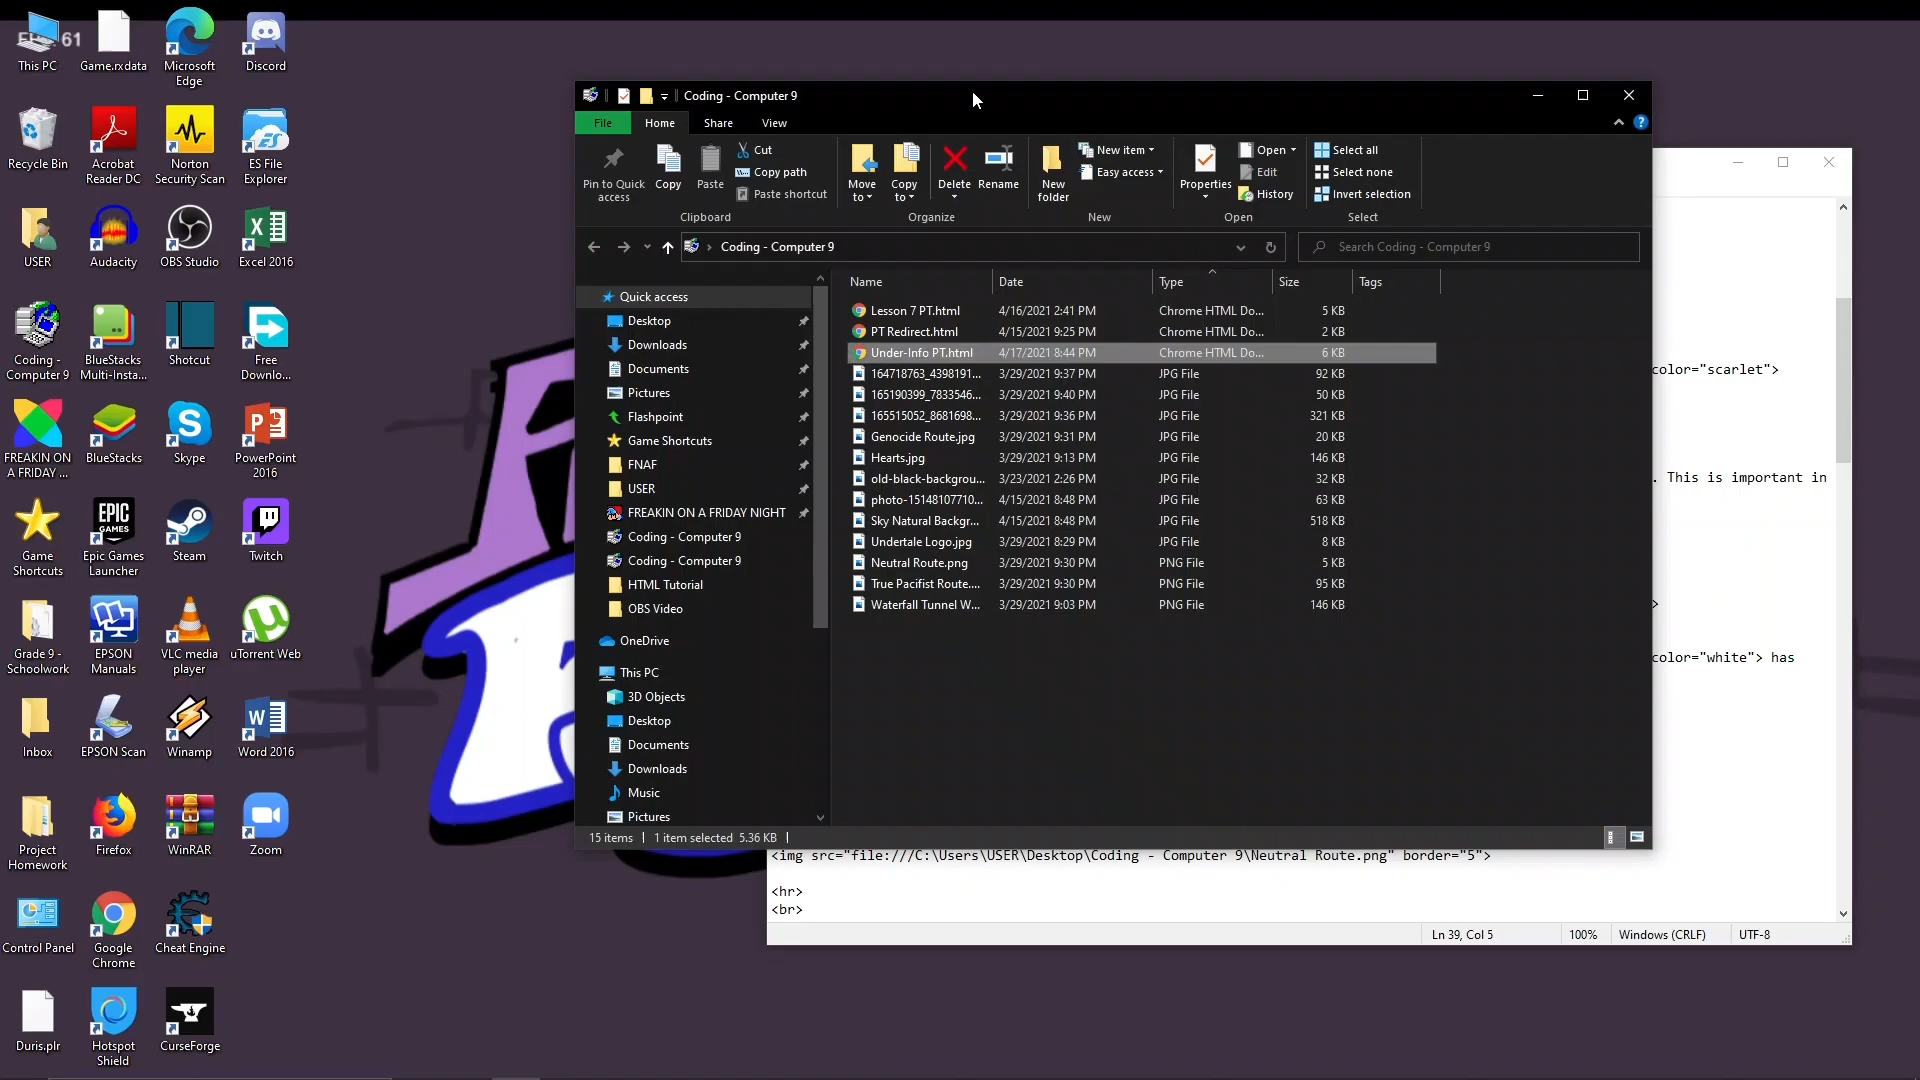 61
This PC
Game.rxdata
Microsoft
Edge
Discord
Recycle Bin
Acrobat
Reader DC
Norton
Security Scan
ES File
Explorer
USER
Audacity
OBS Studio
Excel 2016
Coding -
Computer 9
BlueStacks
Multi-Insta...
Shotcut
Free
Downlo...
FREAKIN ON
A FRIDAY ...
BlueStacks
Skype
PowerPoint
2016
Game
Shortcuts
EPIC
GAMES
Epic Games
Launcher
Steam
Twitch
Grade 9 -
Schoolwork
EPSON
Manuals
VLC media
player
uTorrent Web
Inbox
EPSON Scan
Winamp
Word 2016
Project
Homework
Firefox
WinRAR
Zoom
Control Panel
Google
Chrome
Cheat Engine
Duris.plr
Hotspot
Shield
CurseForge
Coding - Computer 9
File Home Share View
Pin to Quick
access
Copy
Paste
Cut
Copy path
Paste shortcut
Move
to
Copy
to
Delete
Rename
New
folder
New item
Easy access
Properties
Open
Edit
History
Select all
Select none
Invert selection
Clipboard Organize New Open Select
Coding - Computer 9
Search Coding - Computer 9
Quick access
Desktop
Downloads
Documents
Pictures
Flashpoint
Game Shortcuts
FNAF
USER
FREAKIN ON A FRIDAY NIGHT
Coding - Computer 9
Coding - Computer 9
HTML Tutorial
OBS Video
OneDrive
This PC
3D Objects
Desktop
Documents
Downloads
Music
Pictures
Name Date Type Size Tags
Lesson 7 PT.html 4/16/2021 2:41 PM Chrome HTML Do... 5 KB
PT Redirect.html 4/15/2021 9:25 PM Chrome HTML Do... 2 KB
Under-Info PT.html 4/17/2021 8:44 PM Chrome HTML Do... 6 KB
164718763_4398191... 3/29/2021 9:37 PM JPG File 92 KB
165190399_7833546... 3/29/2021 9:40 PM JPG File 50 KB
165515052_8681698... 3/29/2021 9:36 PM JPG File 321 KB
Genocide Route.jpg 3/29/2021 9:31 PM JPG File 20 KB
Hearts.jpg 3/29/2021 9:13 PM JPG File 146 KB
old-black-backgrou... 3/23/2021 2:26 PM JPG File 32 KB
photo-15148107710... 4/15/2021 8:48 PM JPG File 63 KB
Sky Natural Backgr... 4/15/2021 8:48 PM JPG File 518 KB
Undertale Logo.jpg 3/29/2021 8:29 PM JPG File 8 KB
Neutral Route.png 3/29/2021 9:30 PM PNG File 5 KB
True Pacifist Route.... 3/29/2021 9:30 PM PNG File 95 KB
Waterfall Tunnel W... 3/29/2021 9:03 PM PNG File 146 KB
15 items 1 item selected 5.36 KB
color="scarlet">
. This is important in
>
color="white"> has
<img src="file:///C:\Users\USER\Desktop\Coding - Computer 9\Neutral Route.png" border="5">
<hr>
<br>
Ln 39, Col 5 100% Windows (CRLF) UTF-8